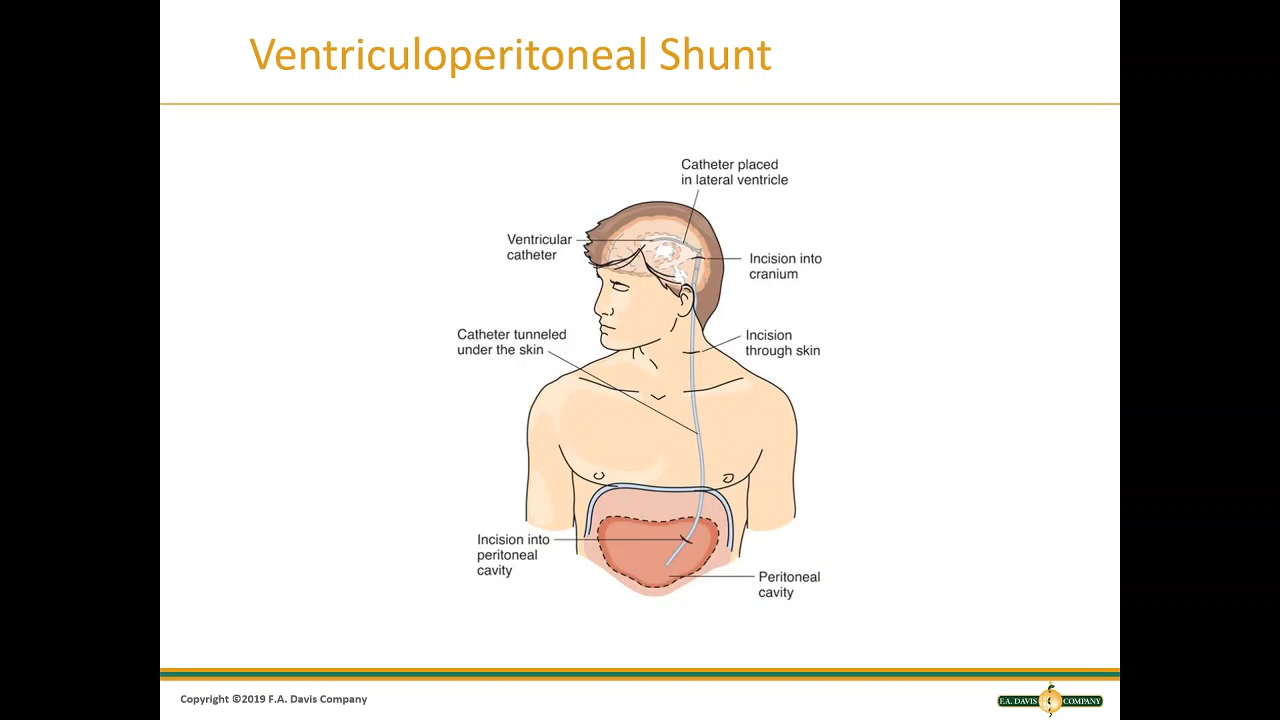 Ventriculoperitoneal Shunt
Catheter placed
in lateral ventricle
Ventricular
catheter
Incision into
cranium
Catheter tunneled
under the skin
Incision
through skin
Incision into
peritoneal
cavity
Peritoneal
cavity
Copyright ©2019 F.A. Davis Company
F.A. DAVIS COMPANY